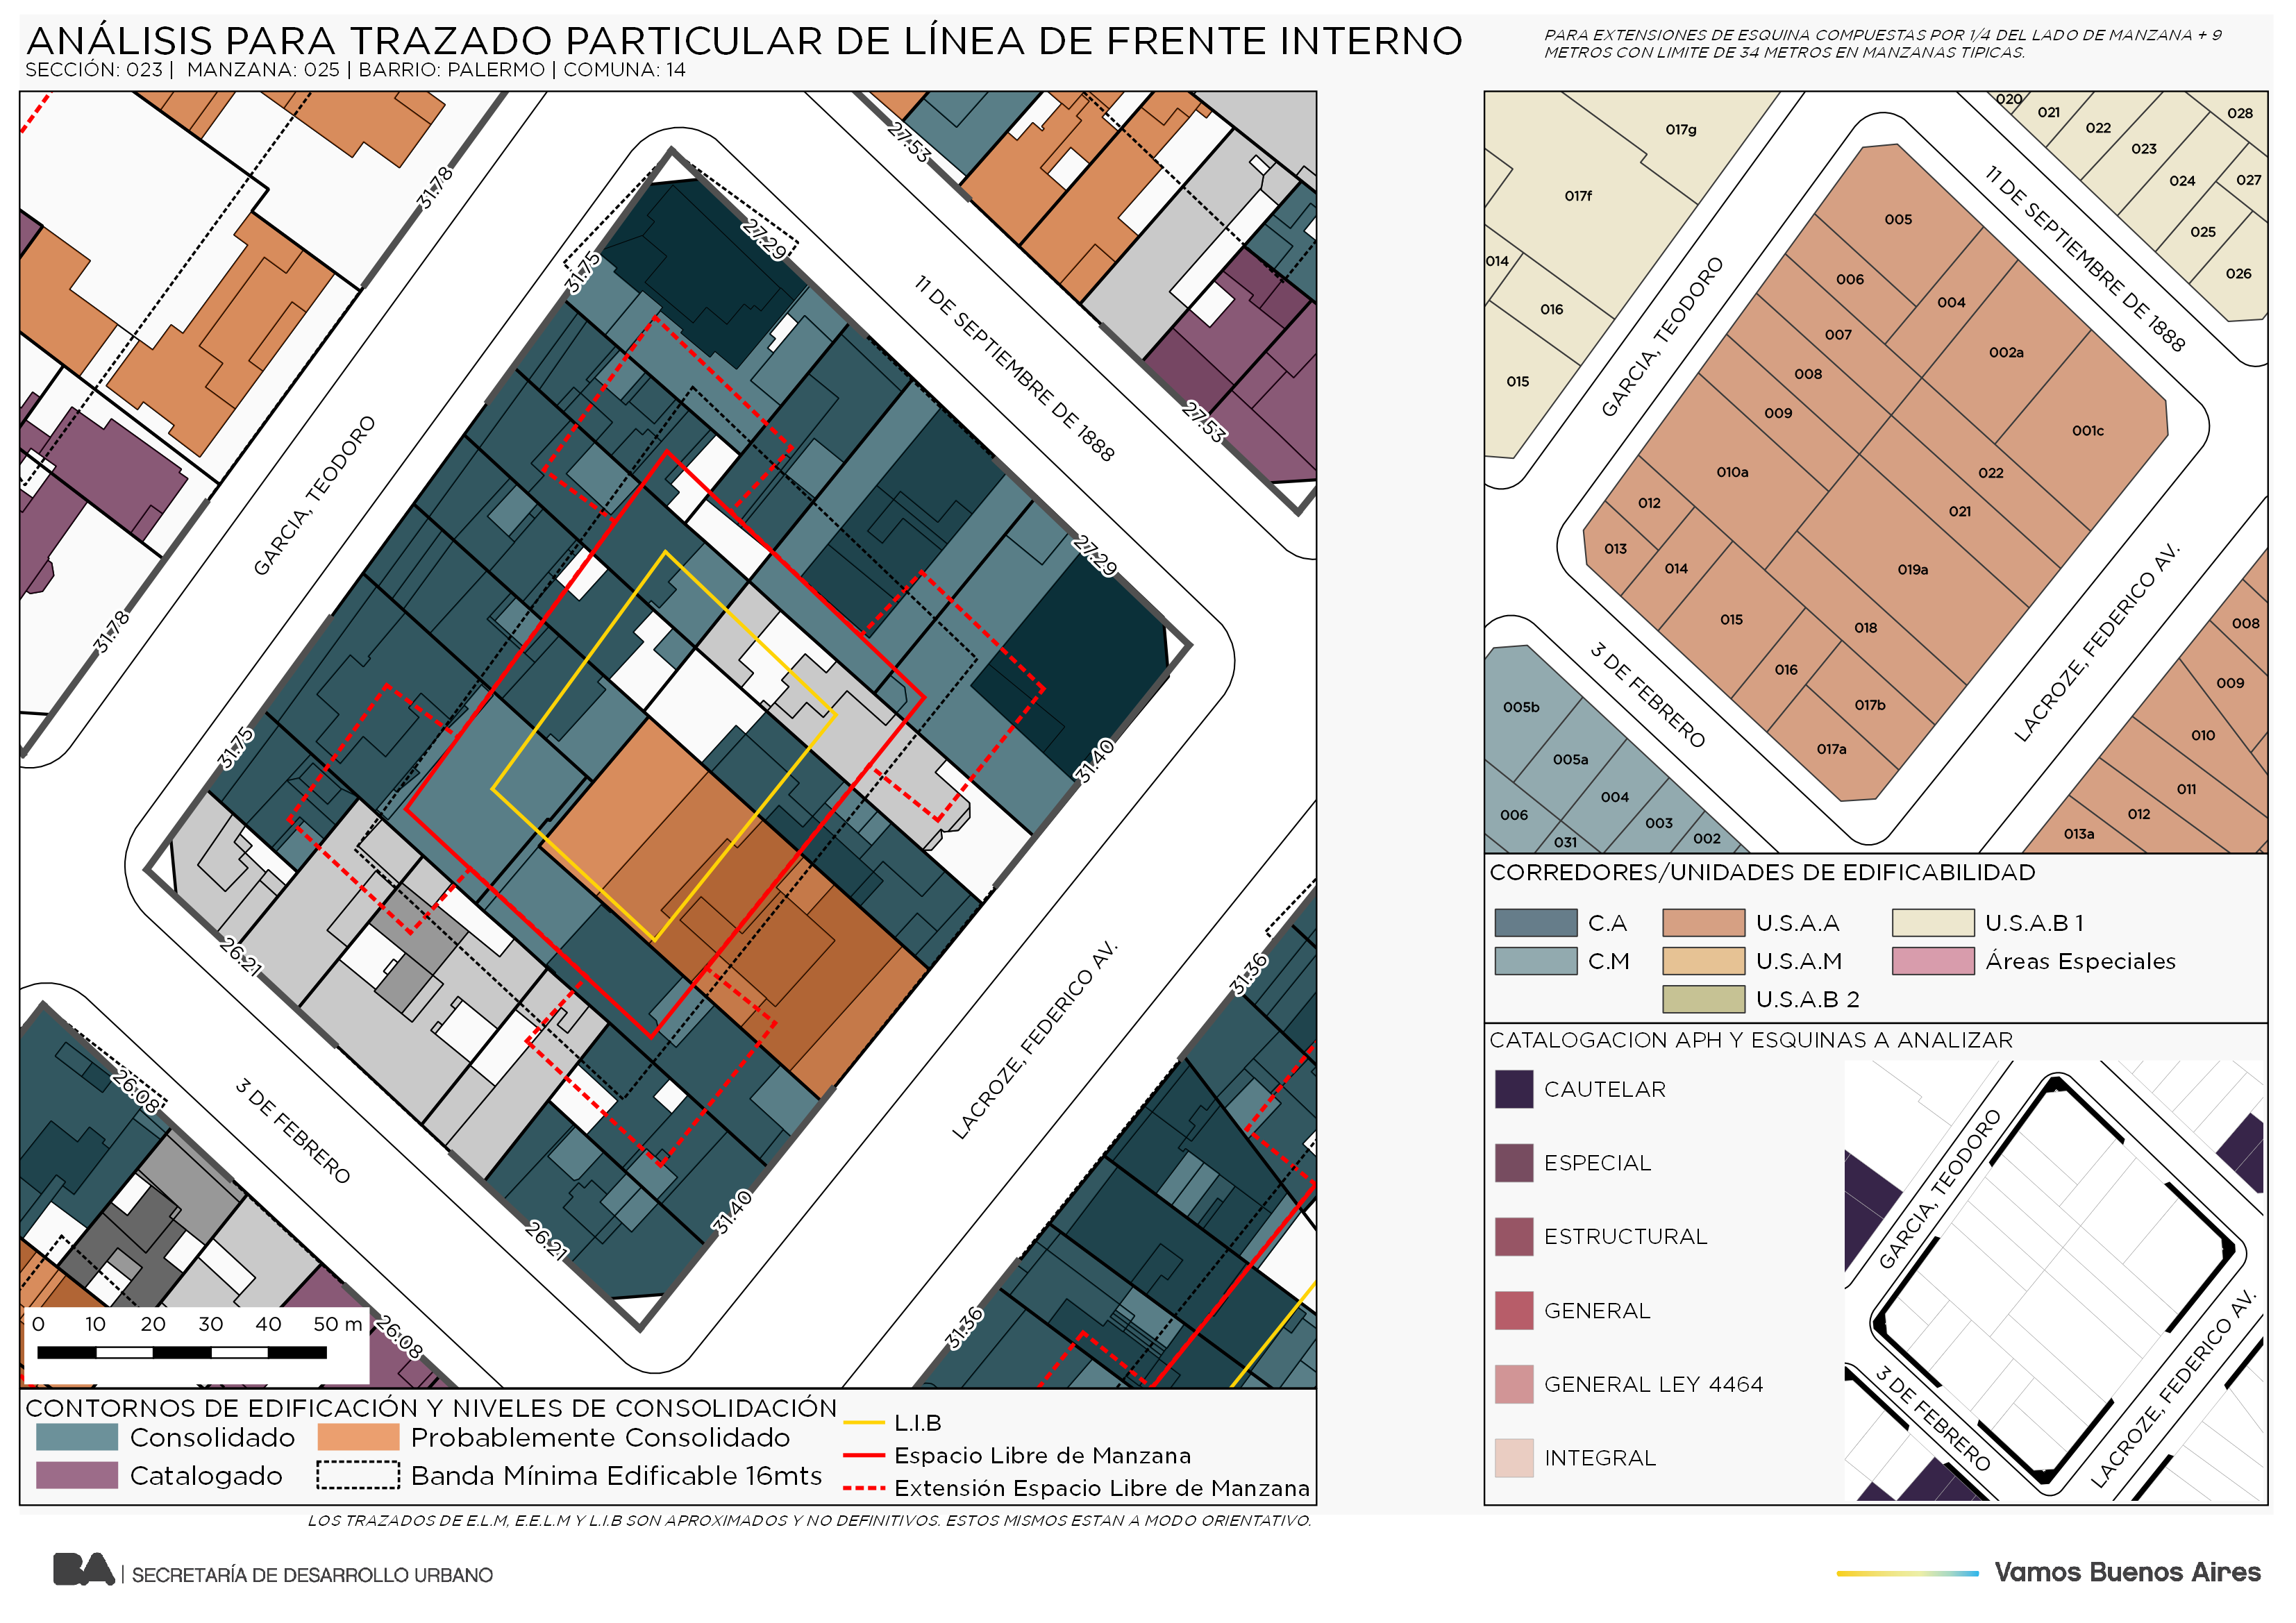 ANÁLISIS PARA TRAZADO PARTICULAR DE LÍNEA DE FRENTE INTERNO
SECCIÓN: 023 | MANZANA: 025 | BARRIO: PALERMO | COMUNA: 14
PARA EXTENSIONES DE ESQUINA COMPUESTAS POR 1/4 DEL LADO DE MANZANA + 9
METROS CON LIMITE DE 34 METROS EN MANZANAS TIPICAS.
27.53
31.78
27.29
31.75
11 DE SEPTIEMBRE DE 1888
27.53
GARCIA, TEODORO
27.29
31.78
31.75
31.40
26.21
LACROZE, FEDERICO AV.
31.36
26.08
3 DE FEBRERO
31.40
26.21
31.36
26.08
0 10 20 30 40 50 m
CONTORNOS DE EDIFICACIÓN Y NIVELES DE CONSOLIDACIÓN
Consolidado
Probablemente Consolidado
Catalogado
Banda Mínima Edificable 16mts
L.I.B
Espacio Libre de Manzana
Extensión Espacio Libre de Manzana
LOS TRAZADOS DE E.L.M, E.E.L.M Y L.I.B SON APROXIMADOS Y NO DEFINITIVOS. ESTOS MISMOS ESTAN A MODO ORIENTATIVO.
020
021
028
017g
022
023
024
027
017f
005
025
11 DE SEPTIEMBRE DE 1888
014
026
006
004
GARCIA, TEODORO
016
007
002a
015
008
009
001c
010a
022
012
021
013
014
019a
015
018
008
3 DE FEBRERO
LACROZE, FEDERICO AV.
016
009
005b
017b
010
017a
005a
004
011
006
003
012
031
002
013a
CORREDORES/UNIDADES DE EDIFICABILIDAD
C.A
U.S.A.A
U.S.A.B 1
C.M
U.S.A.M
Áreas Especiales
U.S.A.B 2
CATALOGACION APH Y ESQUINAS A ANALIZAR
CAUTELAR
ESPECIAL
ESTRUCTURAL
GENERAL
GENERAL LEY 4464
INTEGRAL
GARCIA, TEODORO
3 DE FEBRERO
LACROZE, FEDERICO AV.
BA | SECRETARÍA DE DESARROLLO URBANO
Vamos Buenos Aires